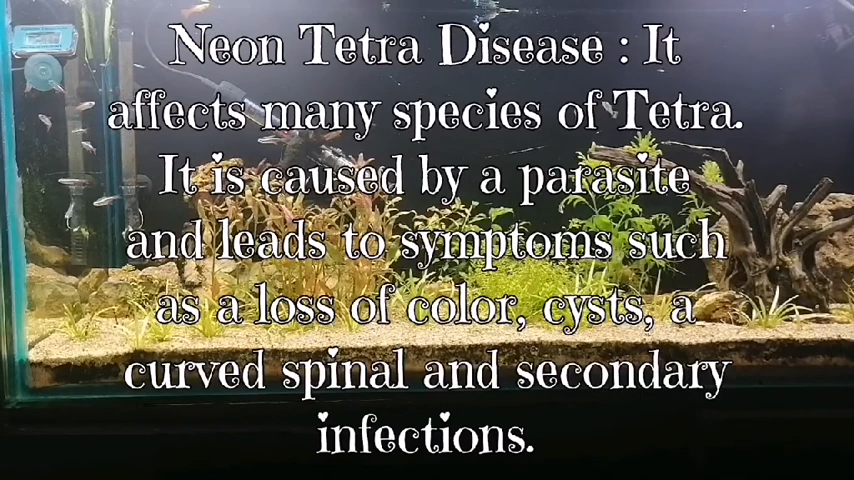 Neon Tetra Disease : It
affects many species of Tetra.
It is caused by a parasite
and leads to symptoms such
as a loss of color, cysts, a
curved spinal and secondary
infections.